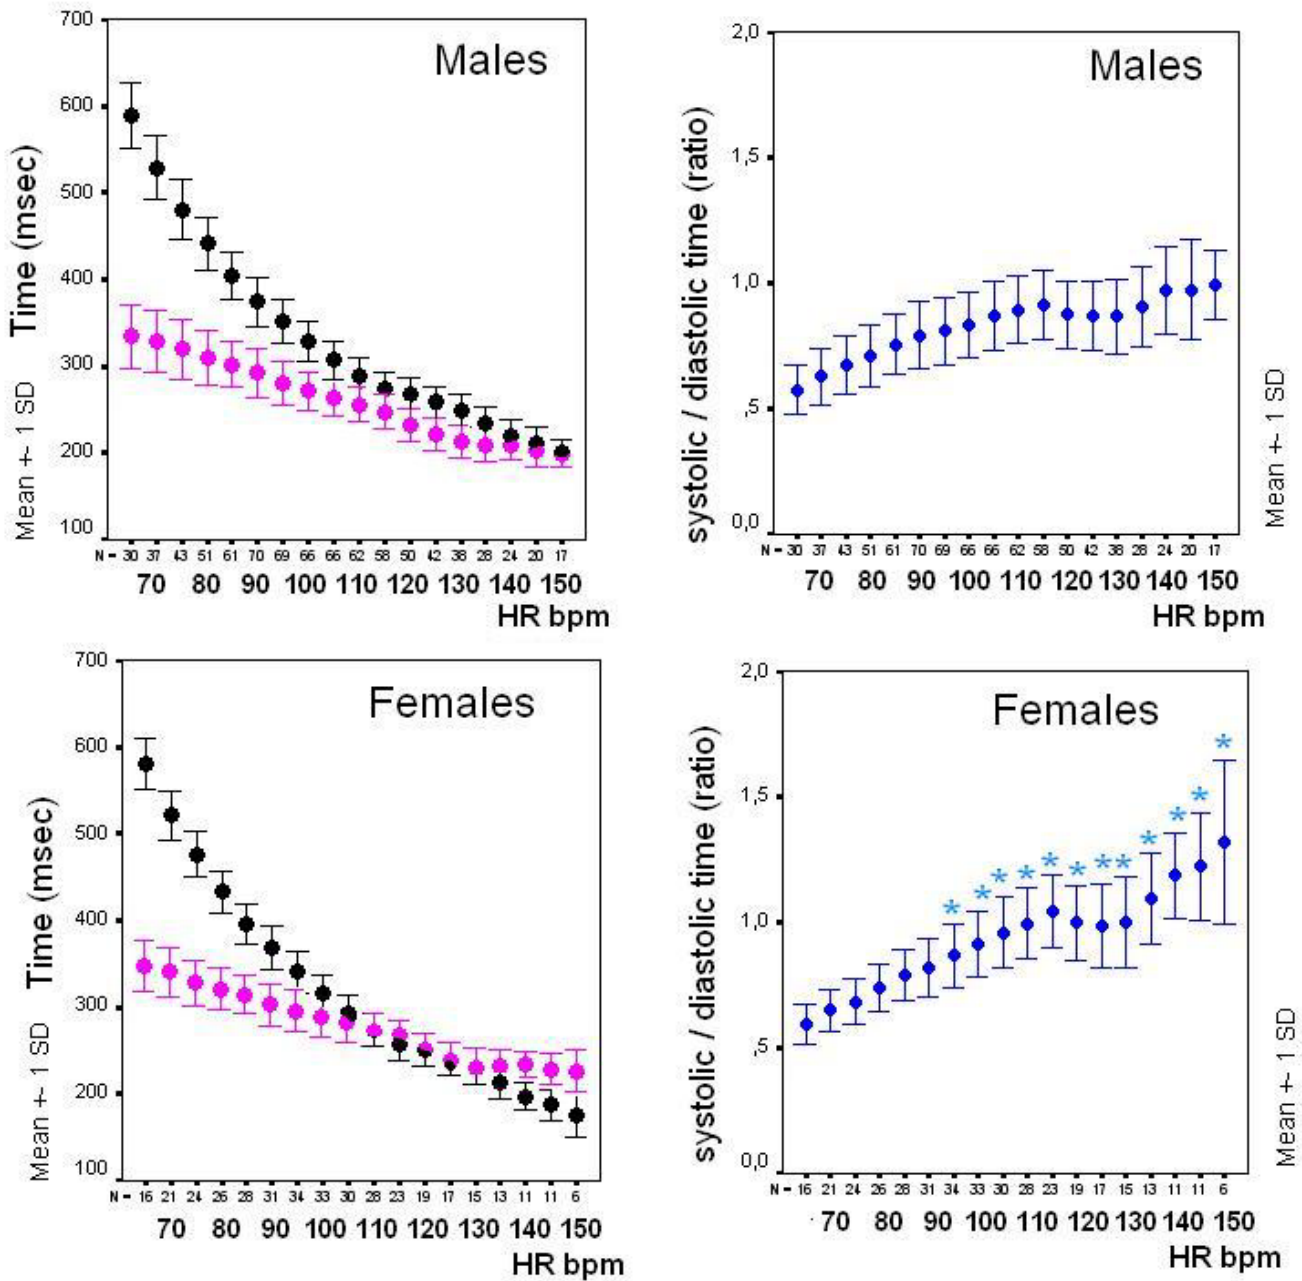 Males
700
600
500
400
300
200
100
Time (msec)
Mean +- 1 SD
N = 30 37 43 51 61 70 69 66 66 62 58 50 42 38 28 24 20 17
70 80 90 100 110 120 130 140 150
HR bpm
Males
2,0
1,5
1,0
,5
0,0
systolic / diastolic time (ratio)
Mean +- 1 SD
N = 30 37 43 51 61 70 69 66 66 62 58 50 42 38 28 24 20 17
70 80 90 100 110 120 130 140 150
HR bpm
Females
700
600
500
400
300
200
100
Time (msec)
Mean +- 1 SD
N = 16 21 24 26 28 31 34 33 30 28 23 19 17 15 13 11 11 6
70 80 90 100 110 120 130 140 150
HR bpm
Females
2,0
1,5
1,0
,5
0,0
systolic / diastolic time (ratio)
* * * * * * * * * * * *
Mean +- 1 SD
N = 16 21 24 26 28 31 34 33 30 28 23 19 17 15 13 11 11 6
70 80 90 100 110 120 130 140 150
HR bpm